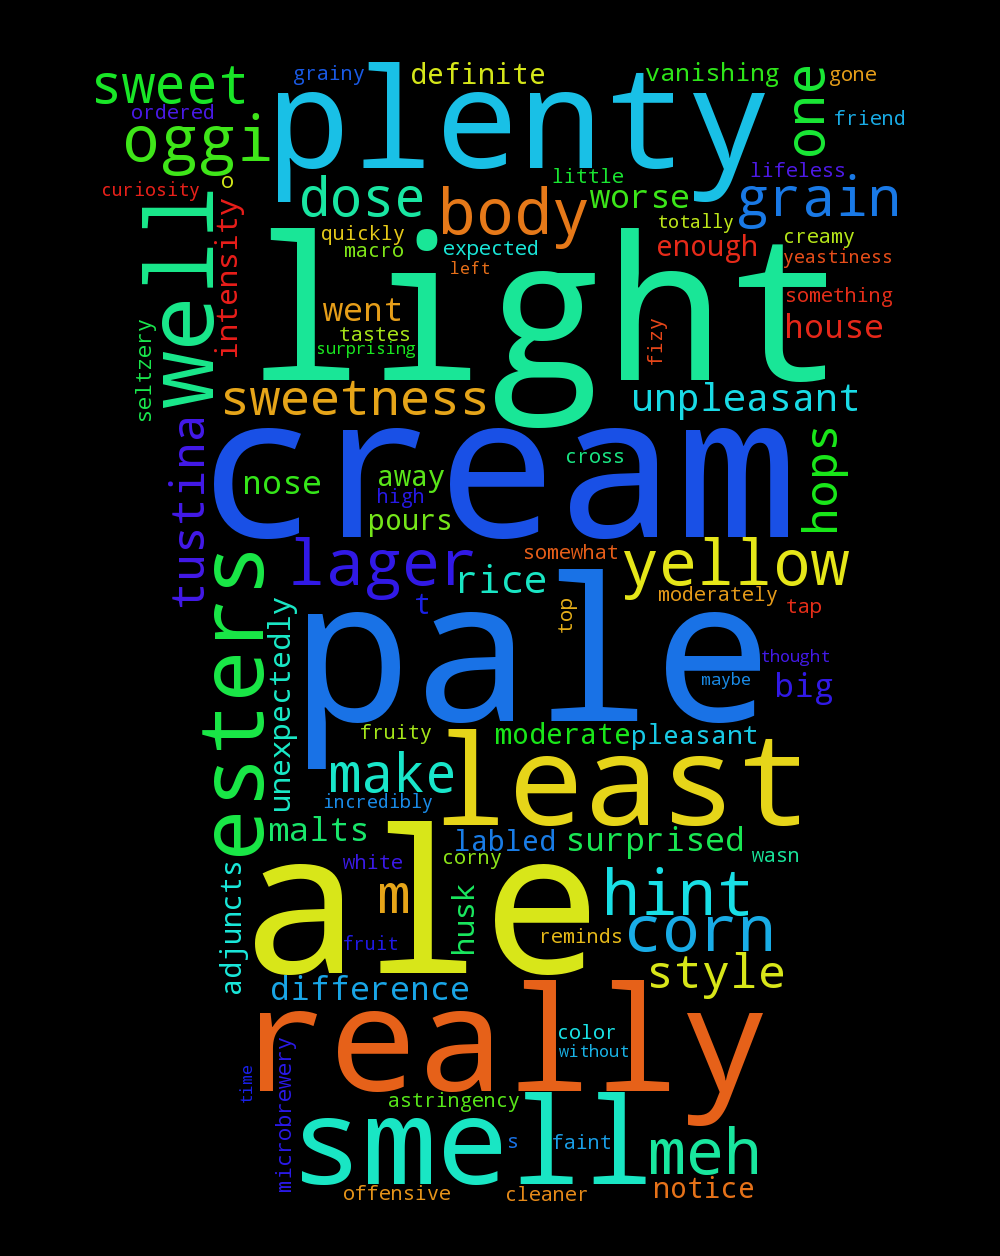 sweet
grainy
definite
plenty
vanishing
one
gone
ordered
oggi
friend
curiosity
o
dose
body
little
worse
lifeless
grain
well
intensity
quickly
macro
expected
left
totally
enough
creamy
yeastiness
light
went
tastes
surprising
fizy
something
house
seltzery
sweetness
unpleasant
tustina
cream
nose
away
high
pours
cross
hops
lager
somewhat
yellow
rice
t
top
moderately
tap
esters
unexpectedly
pale
thought
maybe
big
fruity
moderate
pleasant
make
incredibly
least
malts
labled
surprised
wasn
adjuncts
ale
white
corny
m
husk
hint
fruit
reminds
corn
style
difference
really
color
without
time
microbrewery
astringency
smell
s
faint
meh
offensive
cleaner
notice